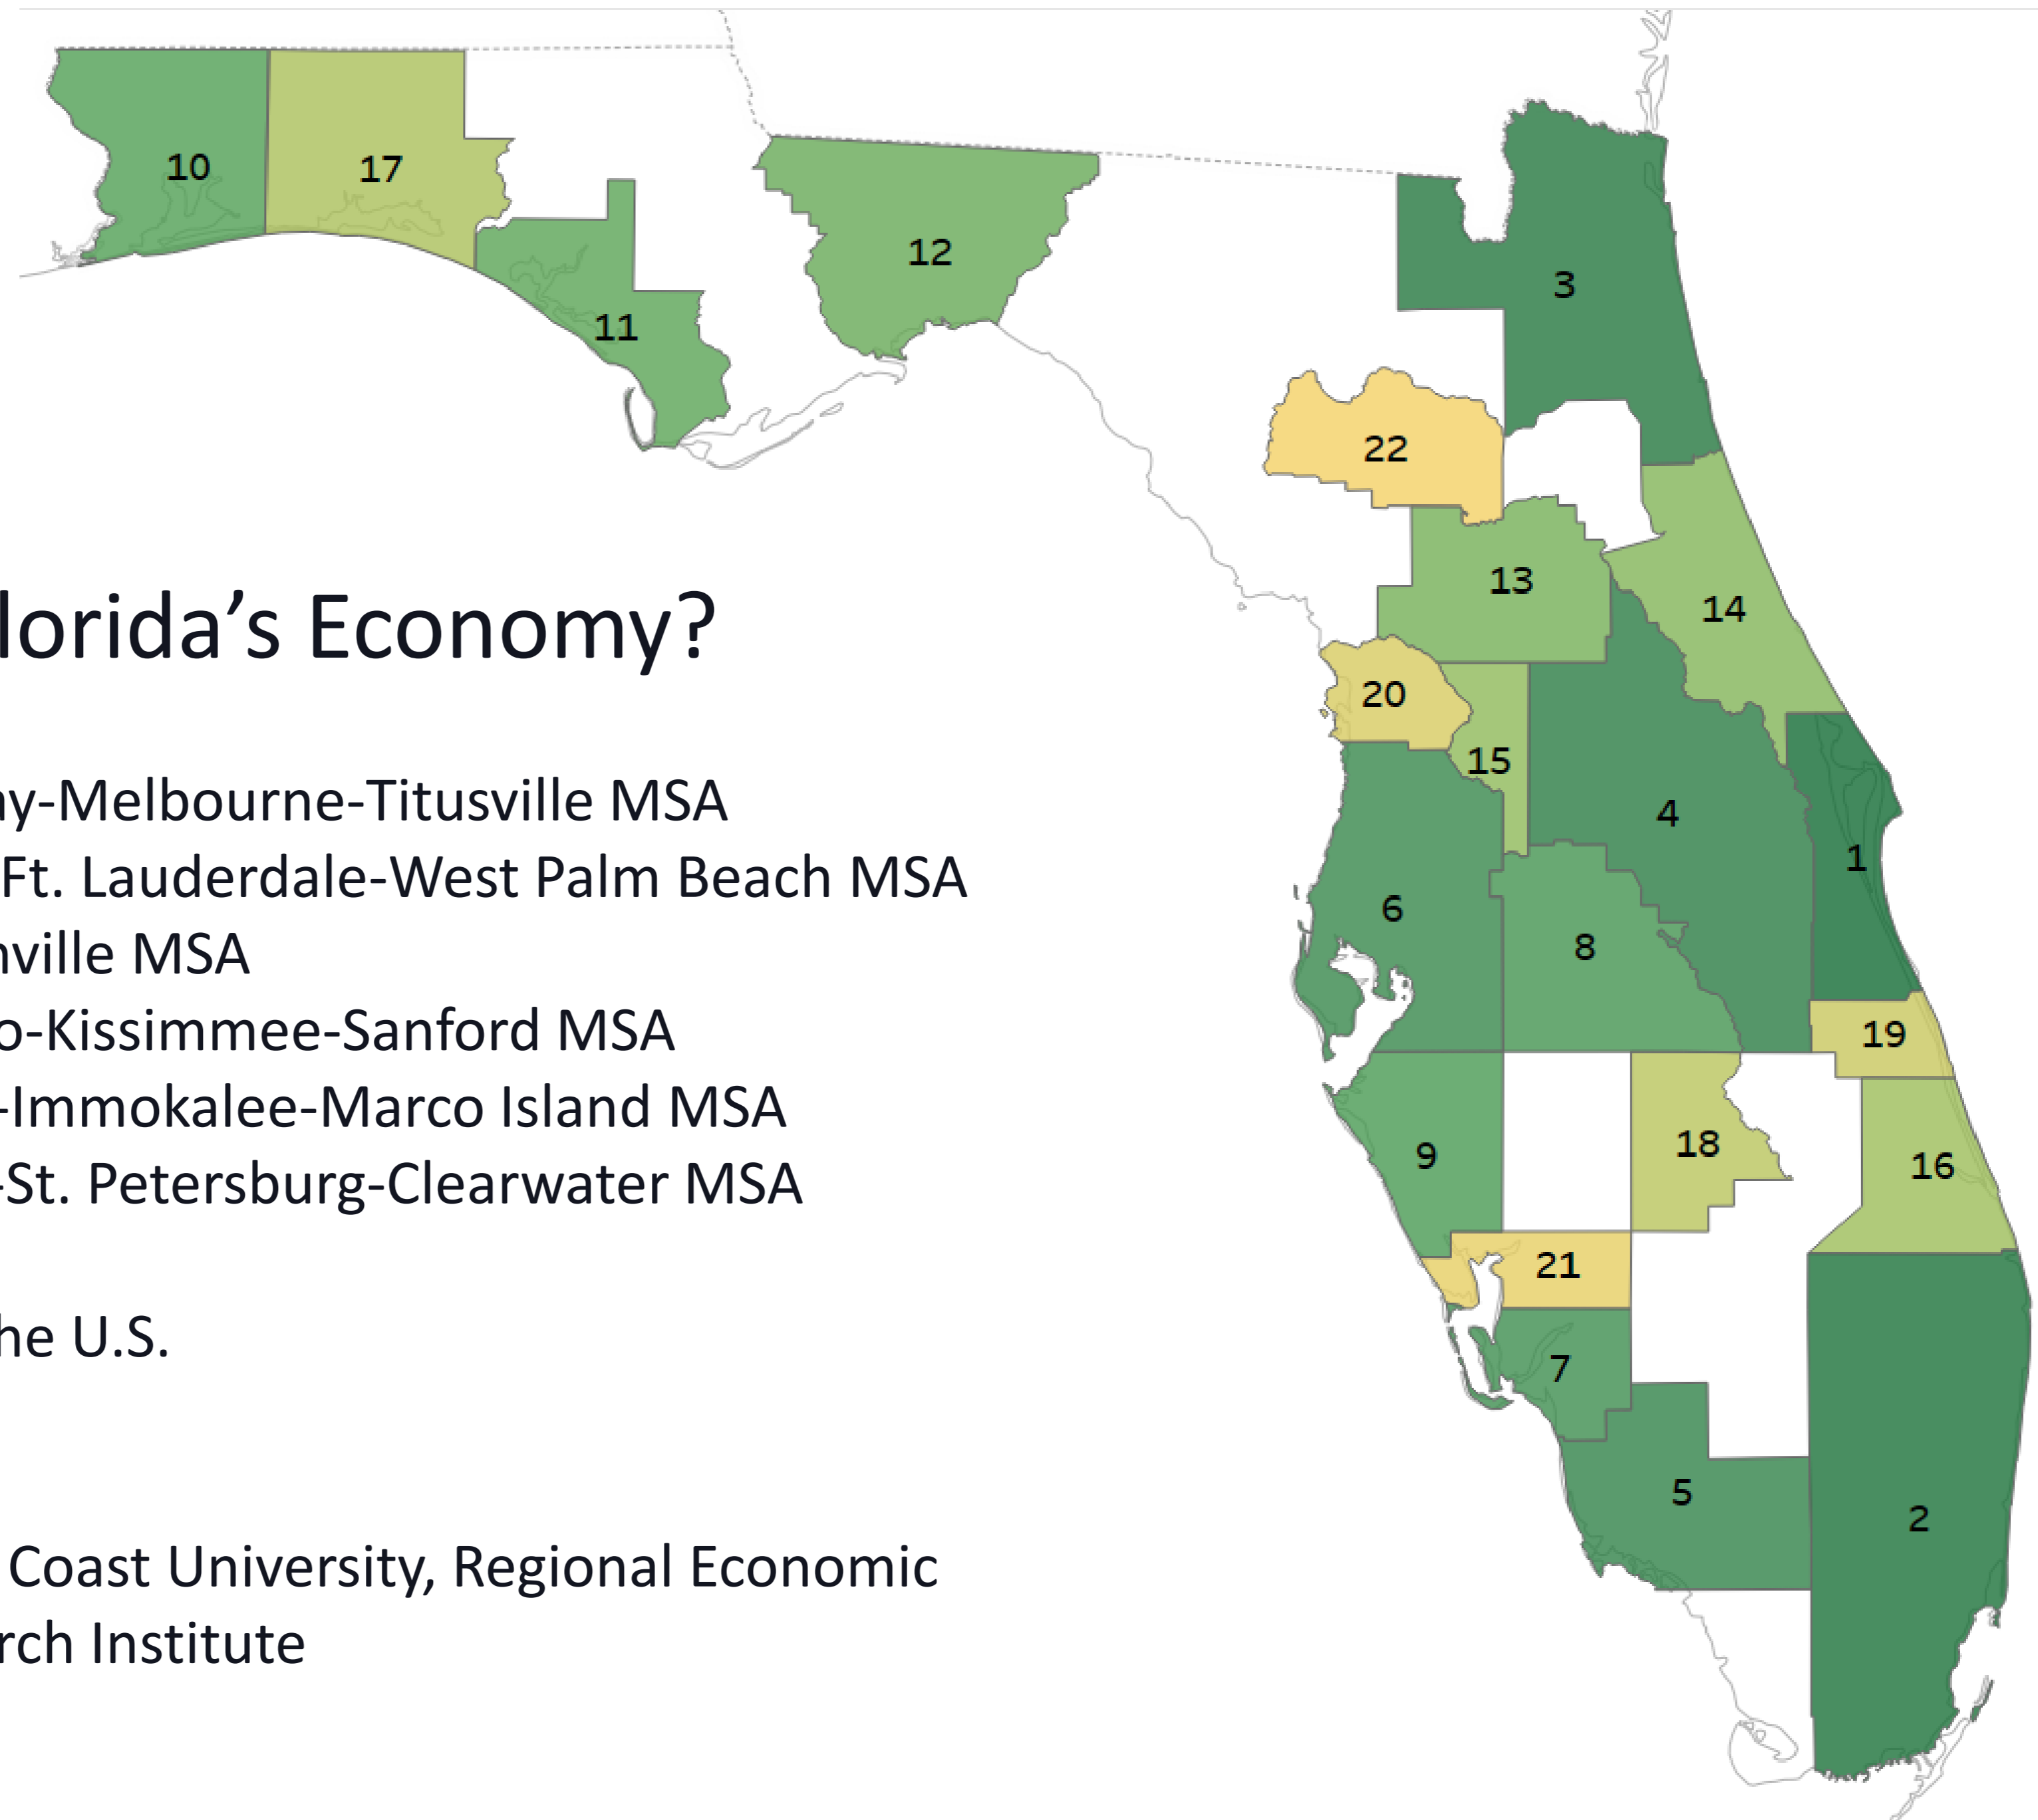 lorida’s Economy?
ay-Melbourne-Titusville MSA
Ft. Lauderdale-West Palm Beach MSA
nville MSA
o-Kissimmee-Sanford MSA
-Immokalee-Marco Island MSA
-St. Petersburg-Clearwater MSA
he U.S.
Coast University, Regional Economic
rch Institute
10
17
11
12
3
22
13
14
20
15
4
1
6
8
19
9
18
16
21
7
5
2